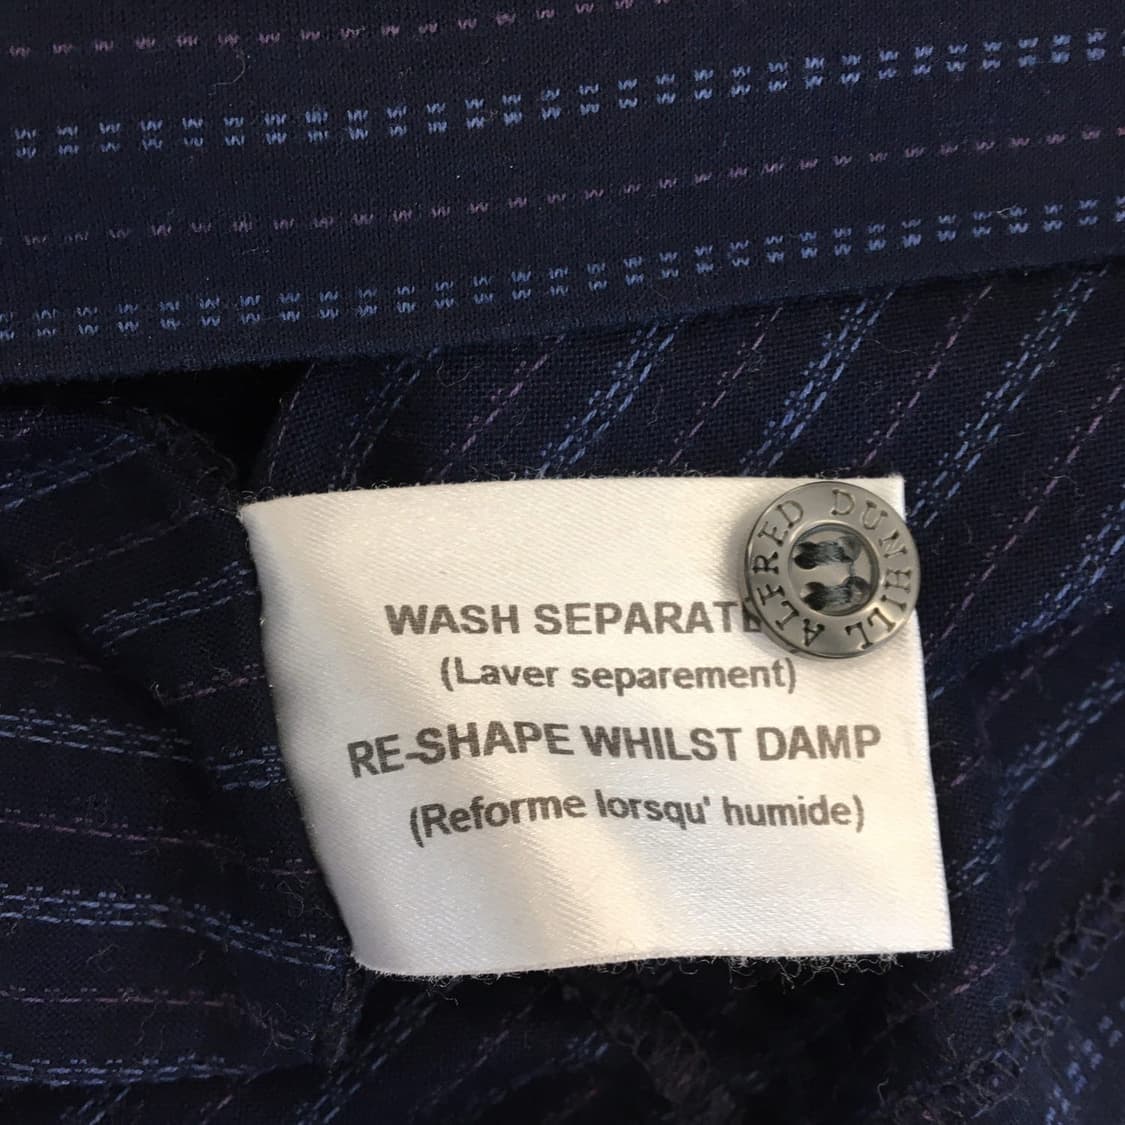 ALFRED DUNHILL
WASH SEPARATE
(Laver separement)
RE-SHAPE WHILST DAMP
(Reforme lorsqu' humide)